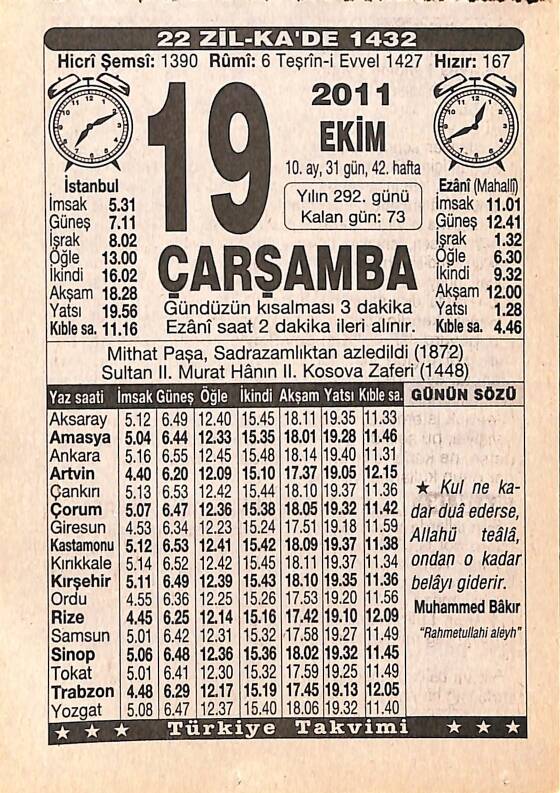 22 ZİL-KA'DE 1432
Hicrî Şemsî: 1390 Rûmî: 6 Teşrîn-i Evvel 1427 Hızır: 167
19
2011
EKİM
10. ay, 31 gün, 42. hafta
Yılın 292. günü
Kalan gün: 73
İstanbul
İmsak 5.31
Güneş 7.11
İşrak 8.02
Öğle 13.00
İkindi 16.02
Akşam 18.28
Yatsı 19.56
Kıble sa. 11.16
Ezânî (Mahallî)
İmsak 11.01
Güneş 12.41
İşrak 1.32
Öğle 6.30
İkindi 9.32
Akşam 12.00
Yatsı 1.28
Kıble sa. 4.46
ÇARŞAMBA
Gündüzün kısalması 3 dakika
Ezânî saat 2 dakika ileri alınır.
Mithat Paşa, Sadrazamlıktan azledildi (1872)
Sultan II. Murat Hânın II. Kosova Zaferi (1448)
Yaz saati İmsak Güneş Öğle İkindi Akşam Yatsı Kıble sa.
Aksaray 5.12 6.49 12.40 15.45 18.11 19.35 11.33
Amasya 5.04 6.44 12.33 15.35 18.01 19.28 11.46
Ankara 5.16 6.55 12.45 15.48 18.14 19.40 11.31
Artvin 4.40 6.20 12.09 15.10 17.37 19.05 12.15
Çankırı 5.13 6.53 12.42 15.44 18.10 19.37 11.36
Çorum 5.07 6.47 12.36 15.38 18.05 19.32 11.42
Giresun 4.53 6.34 12.23 15.24 17.51 19.18 11.59
Kastamonu 5.12 6.53 12.41 15.42 18.09 19.37 11.38
Kırıkkale 5.14 6.52 12.42 15.45 18.11 19.37 11.34
Kırşehir 5.11 6.49 12.39 15.43 18.10 19.35 11.36
Ordu 4.55 6.36 12.25 15.26 17.53 19.20 11.56
Rize 4.45 6.25 12.14 15.16 17.42 19.10 12.09
Samsun 5.01 6.42 12.31 15.32 17.58 19.27 11.49
Sinop 5.06 6.48 12.36 15.36 18.02 19.32 11.45
Tokat 5.01 6.41 12.30 15.32 17.59 19.25 11.49
Trabzon 4.48 6.29 12.17 15.19 17.45 19.13 12.05
Yozgat 5.08 6.47 12.37 15.40 18.06 19.32 11.40
GÜNÜN SÖZÜ
★ Kul ne ka-
dar duâ ederse,
Allahü teâlâ,
ondan o kadar
belâyı giderir.
Muhammed Bâkır
"Rahmetullahi aleyh"
★ ★ ★ Türkiye Takvimi ★ ★ ★